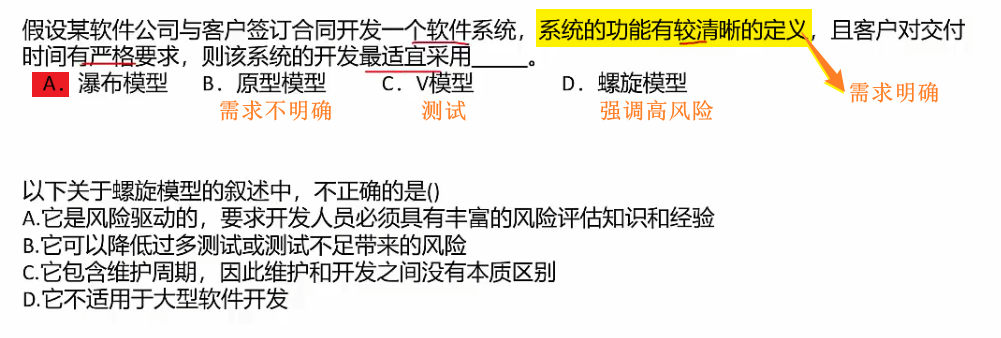 假设某软件公司与客户签订合同开发一个软件系统，系统的功能有较清晰的定义，且客户对交付
时间有严格要求，则该系统的开发最适宜采用_____。
A. 瀑布模型 B. 原型模型 C. V模型 D. 螺旋模型
需求不明确 测试 强调高风险 需求明确
以下关于螺旋模型的叙述中，不正确的是()
A.它是风险驱动的，要求开发人员必须具有丰富的风险评估知识和经验
B.它可以降低过多测试或测试不足带来的风险
C.它包含维护周期，因此维护和开发之间没有本质区别
D.它不适用于大型软件开发